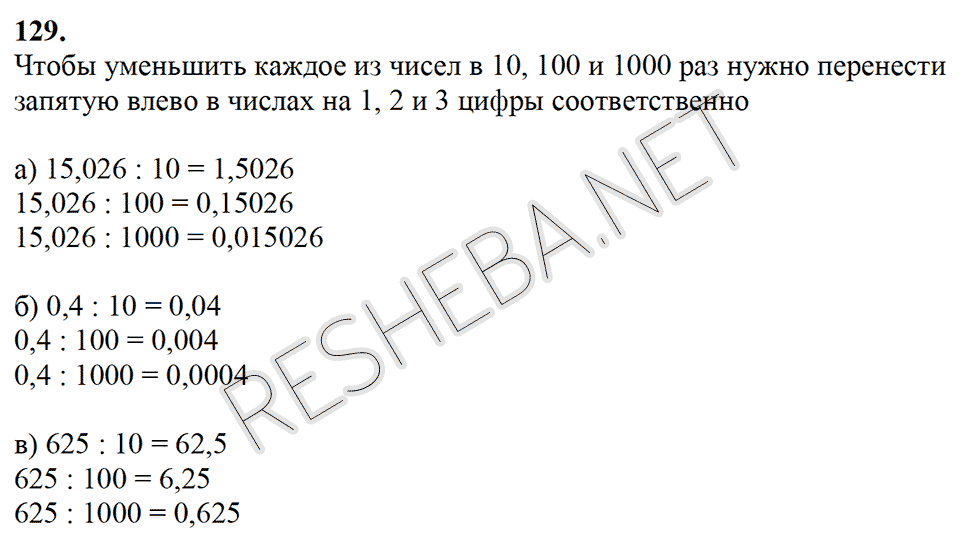 129.
Чтобы уменьшить каждое из чисел в 10, 100 и 1000 раз нужно перенести
запятую влево в числах на 1, 2 и 3 цифры соответственно
а) 15,026 : 10 = 1,5026
15,026 : 100 = 0,15026
15,026 : 1000 = 0,015026
б) 0,4 : 10 = 0,04
0,4 : 100 = 0,004
0,4 : 1000 = 0,0004
в) 625 : 10 = 62,5
625 : 100 = 6,25
625 : 1000 = 0,625
RESHEBA.NET